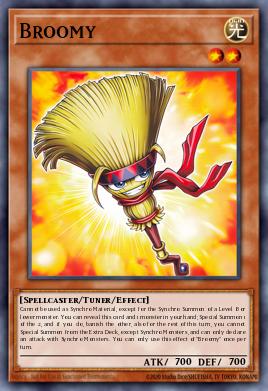 BROOMY
光
[SPELLCASTER/TUNER/EFFECT]
Cannot be used as Synchro Material, except for the Synchro Summon of a Level 8 or
lower monster. You can reveal this card and 1 monster in your hand; Special Summon 1
of the 2, and if you do, banish the other, also for the rest of this turn, you cannot
Special Summon from the Extra Deck, except Synchro Monsters, and can only declare
an attack with Synchro Monsters. You can only use this effect of "Broomy" once per
turn.
ATK/ 700 DEF/ 700
©2020 Studio Dice/SHUEISHA, TV TOKYO, KONAMI